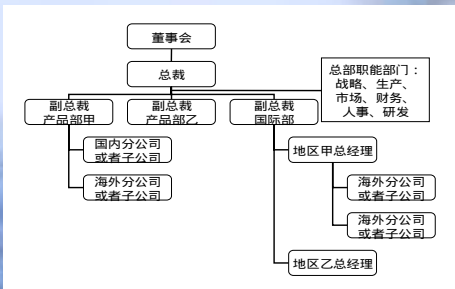 董事会
总裁
总部职能部门：
战略、生产、
市场、财务、
人事、研发
副总裁
产品部甲
副总裁
产品部乙
副总裁
国际部
国内分公司
或者子公司
海外分公司
或者子公司
地区甲总经理
海外分公司
或者子公司
海外分公司
或者子公司
地区乙总经理